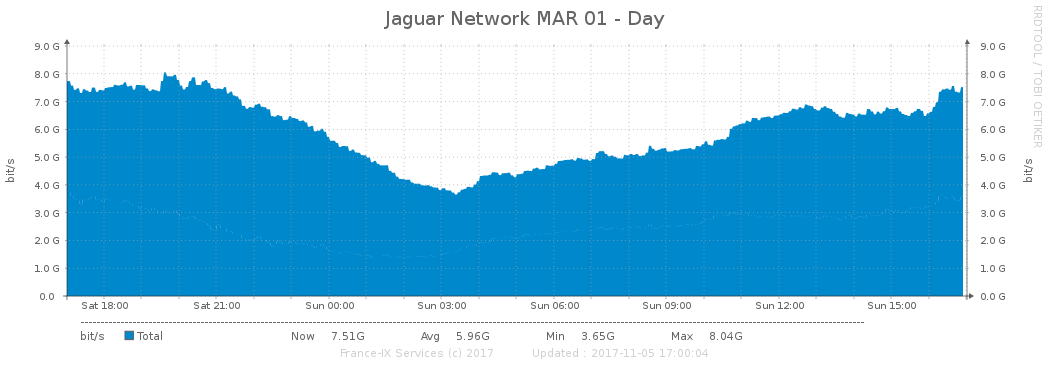 Jaguar Network MAR 01 - Day
RRDTOOL / TOBI OETIKER
bit/s
9.0 G
8.0 G
7.0 G
6.0 G
5.0 G
4.0 G
3.0 G
2.0 G
1.0 G
0.0
9.0 G
8.0 G
7.0 G
6.0 G
5.0 G
4.0 G
3.0 G
2.0 G
1.0 G
0.0 G
bit/s
Sat 18:00 Sat 21:00 Sun 00:00 Sun 03:00 Sun 06:00 Sun 09:00 Sun 12:00 Sun 15:00
bit/s Total Now 7.51G Avg 5.96G Min 3.65G Max 8.04G
France-IX Services (c) 2017 Updated : 2017-11-05 17:00:04